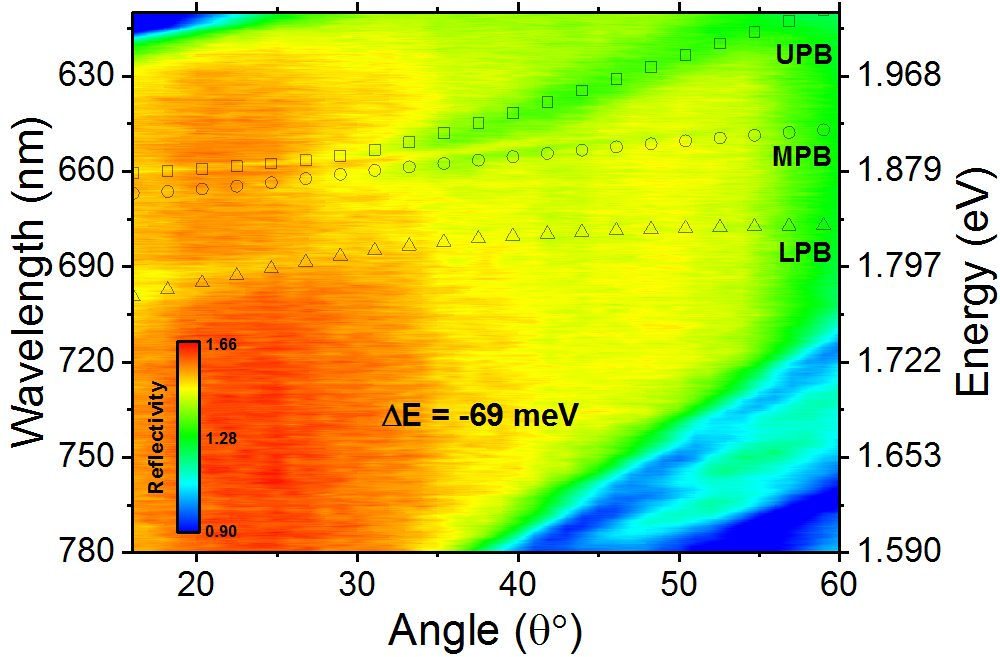 630
660
690
720
750
780
Wavelength (nm)
20
30
40
50
60
Angle (θ°)
1.968
1.879
1.797
1.722
1.653
1.590
Energy (eV)
UPB
MPB
LPB
ΔE = -69 meV
Reflectivity
1.66
1.28
0.90